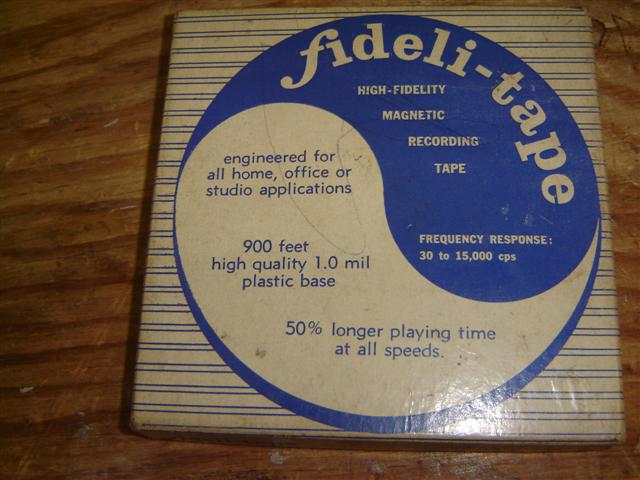 fideli-tape
HIGH-FIDELITY
MAGNETIC
RECORDING
TAPE
engineered for
all home, office or
studio applications
900 feet
high quality 1.0 mil
plastic base
FREQUENCY RESPONSE:
30 to 15,000 cps
50% longer playing time
at all speeds.